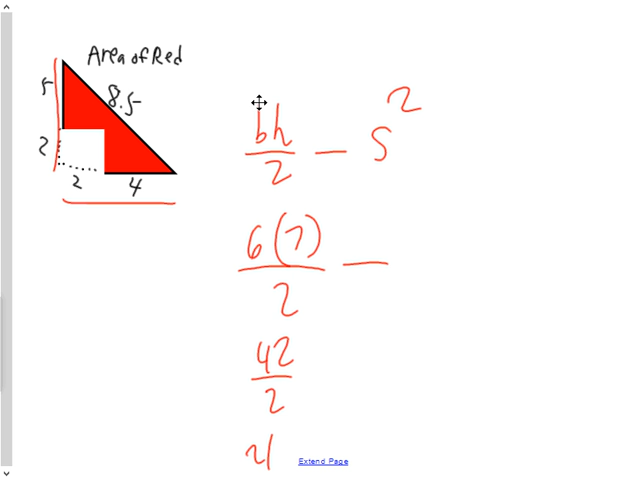 Area of Red
5
8.5
2
2
4
bh/2 - s²
6(7)/2 -
42/2
21
Extend Page